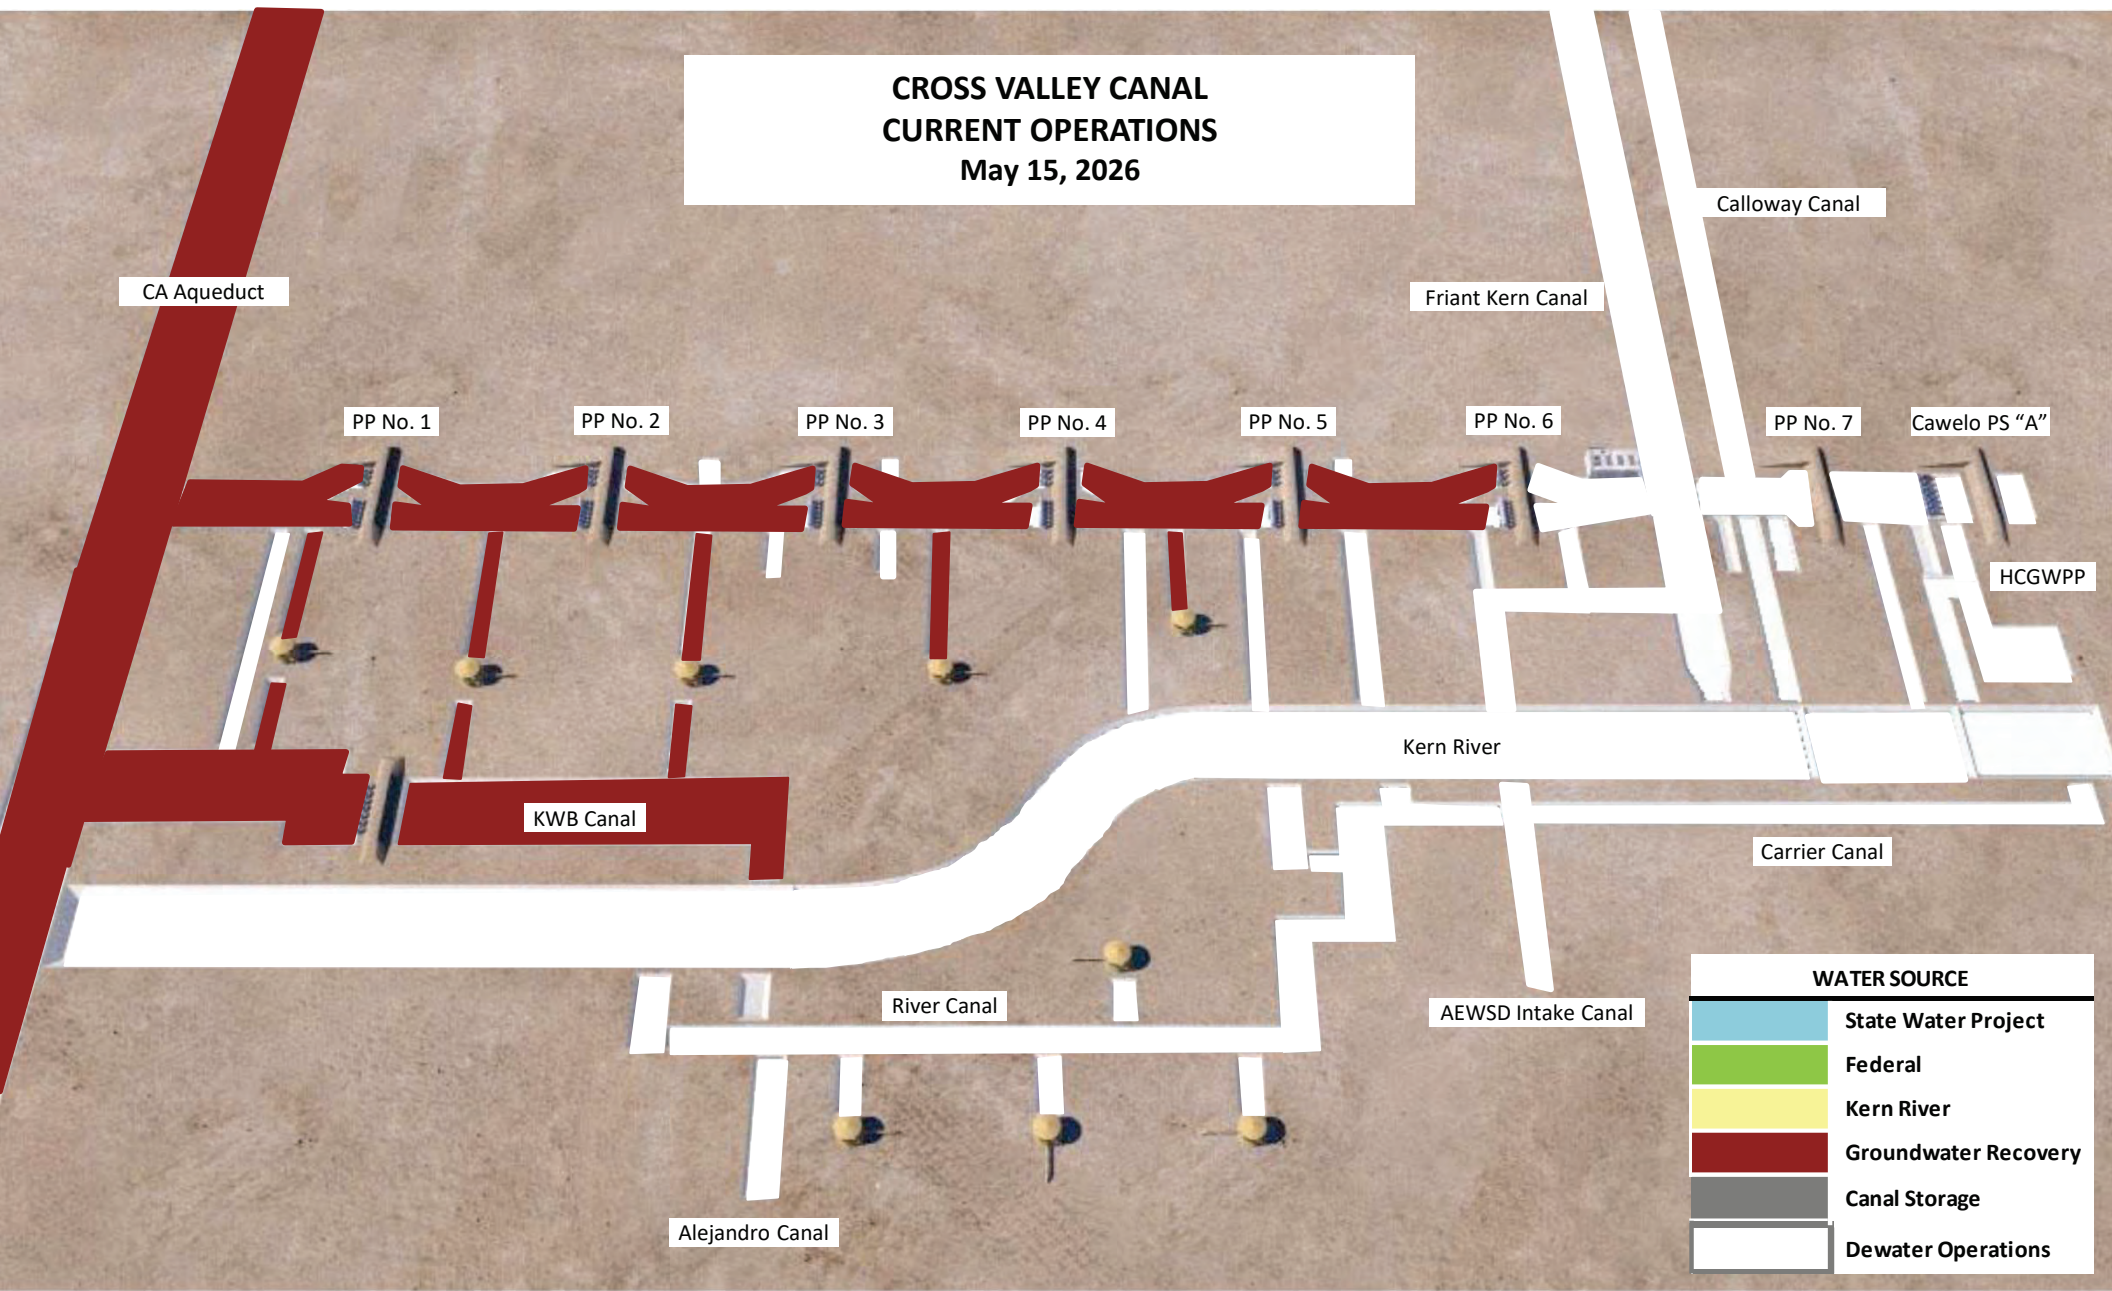 CROSS VALLEY CANAL
CURRENT OPERATIONS
May 15, 2026
Calloway Canal
CA Aqueduct
Friant Kern Canal
PP No. 1
PP No. 2
PP No. 3
PP No. 4
PP No. 5
PP No. 6
PP No. 7
Cawelo PS “A”
HCGWPP
Kern River
KWB Canal
Carrier Canal
River Canal
AEWSD Intake Canal
Alejandro Canal
WATER SOURCE
State Water Project
Federal
Kern River
Groundwater Recovery
Canal Storage
Dewater Operations